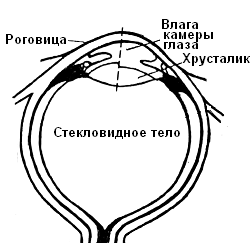 Роговица
Влага
камеры
глаза
Хрусталик
Стекловидное тело